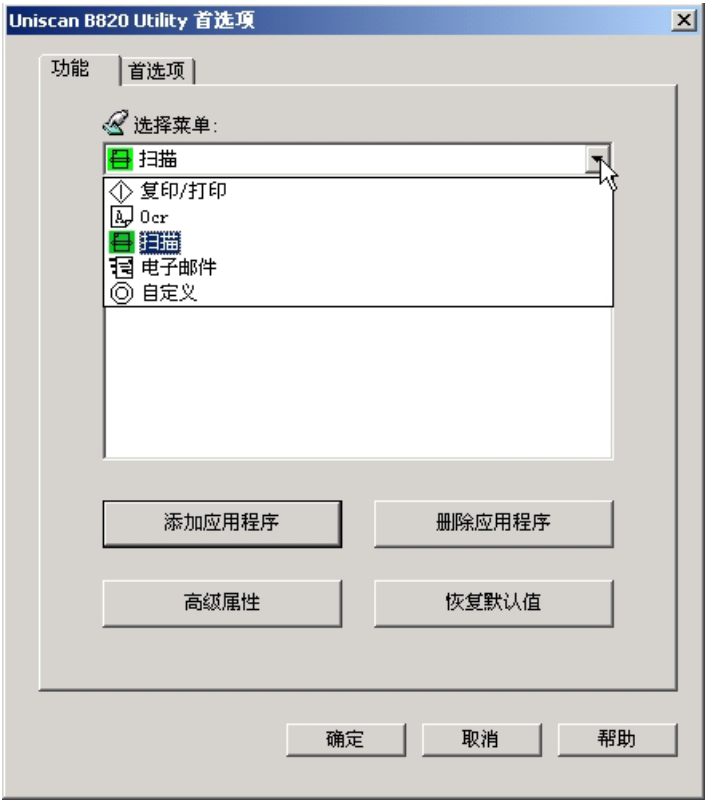 Uniscan B820 Utility 首选项
功能 首选项
选择菜单:
扫描
复印/打印
Ocr
扫描
电子邮件
自定义
添加应用程序 删除应用程序
高级属性 恢复默认值
确定 取消 帮助